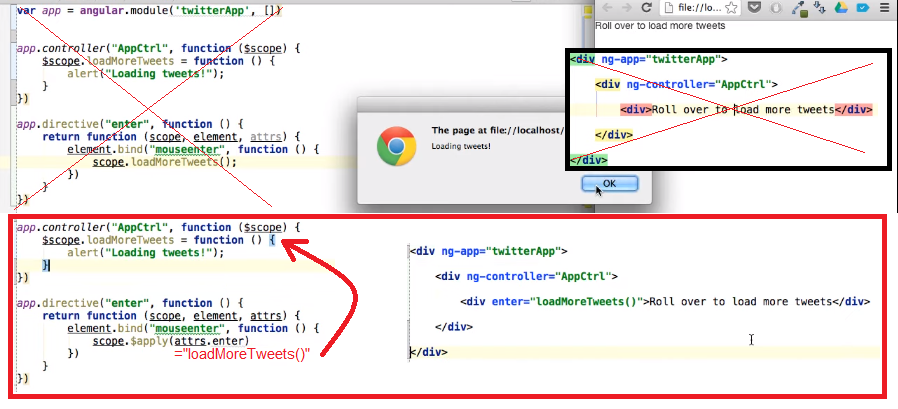 var app = angular.module('twitterApp', [])
app.controller("AppCtrl", function ($scope) {
$scope.loadMoreTweets = function () {
alert("Loading tweets!");
}
})
app.directive("enter", function () {
return function (scope, element, attrs) {
element.bind("mouseenter", function () {
scope.loadMoreTweets();
})
}
})
The page at file://localhost/
Loading tweets!
OK
file://lo...
Roll over to load more tweets
<div ng-app="twitterApp">
<div ng-controller="AppCtrl">
<div>Roll over to load more tweets</div>
</div>
</div>
app.controller("AppCtrl", function ($scope) {
$scope.loadMoreTweets = function () {
alert("Loading tweets!");
}
})
app.directive("enter", function () {
return function (scope, element, attrs) {
element.bind("mouseenter", function () {
scope.$apply(attrs.enter)
})
="loadMoreTweets()"
}
})
<div ng-app="twitterApp">
<div ng-controller="AppCtrl">
<div enter="loadMoreTweets()">Roll over to load more tweets</div>
</div>
</div>